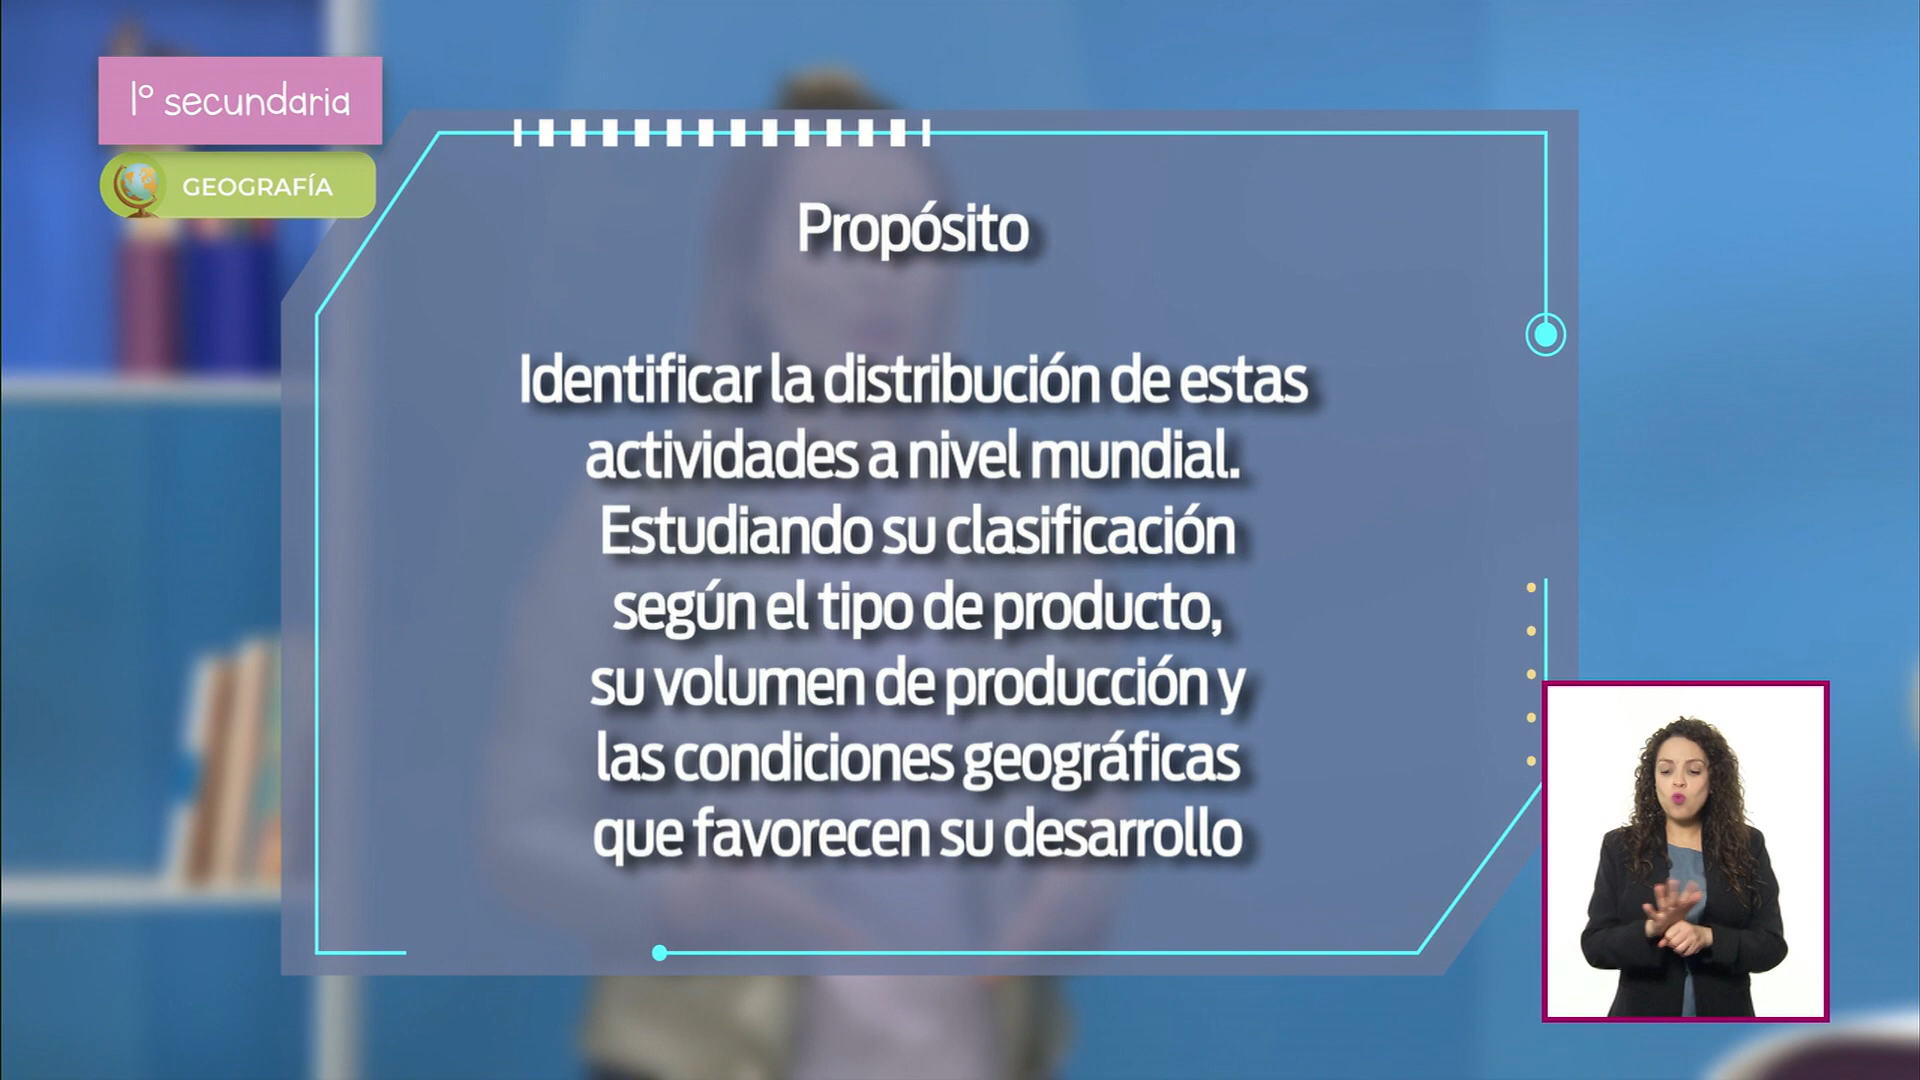 1° secundaria
GEOGRAFÍA
Propósito
Identificar la distribución de estas
actividades a nivel mundial.
Estudiando su clasificación
según el tipo de producto,
su volumen de producción y
las condiciones geográficas
que favorecen su desarrollo